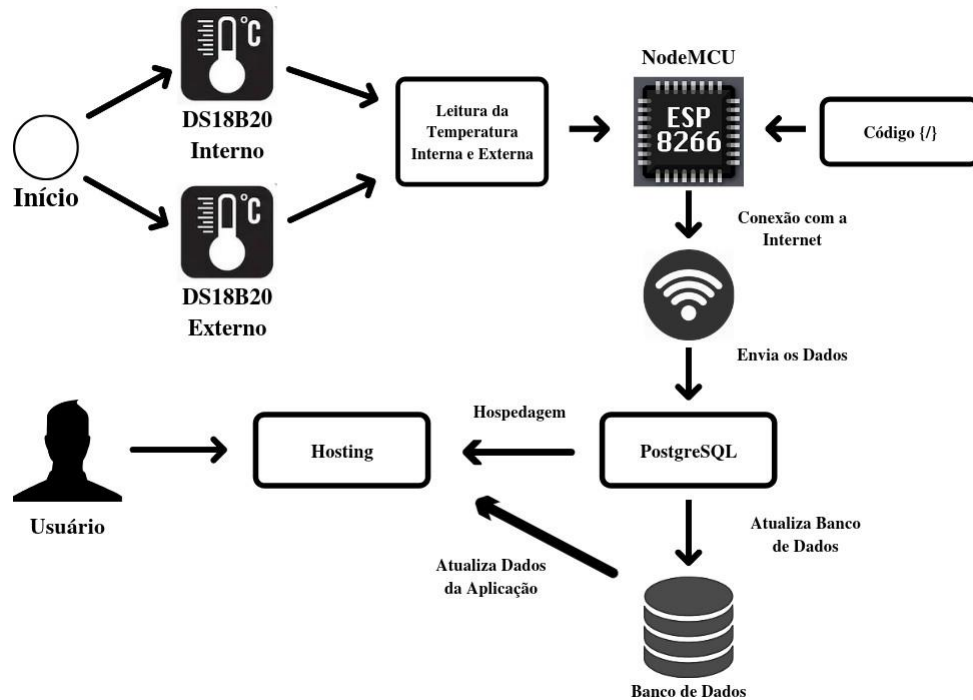 °C
DS18B20
Interno
Início
°C
DS18B20
Externo
Leitura da
Temperatura
Interna e Externa
NodeMCU
ESP
8266
Código {/}
Conexão com a
Internet
Envia os Dados
Usuário
Hosting
Hospedagem
PostgreSQL
Atualiza Dados
da Aplicação
Atualiza Banco
de Dados
Banco de Dados